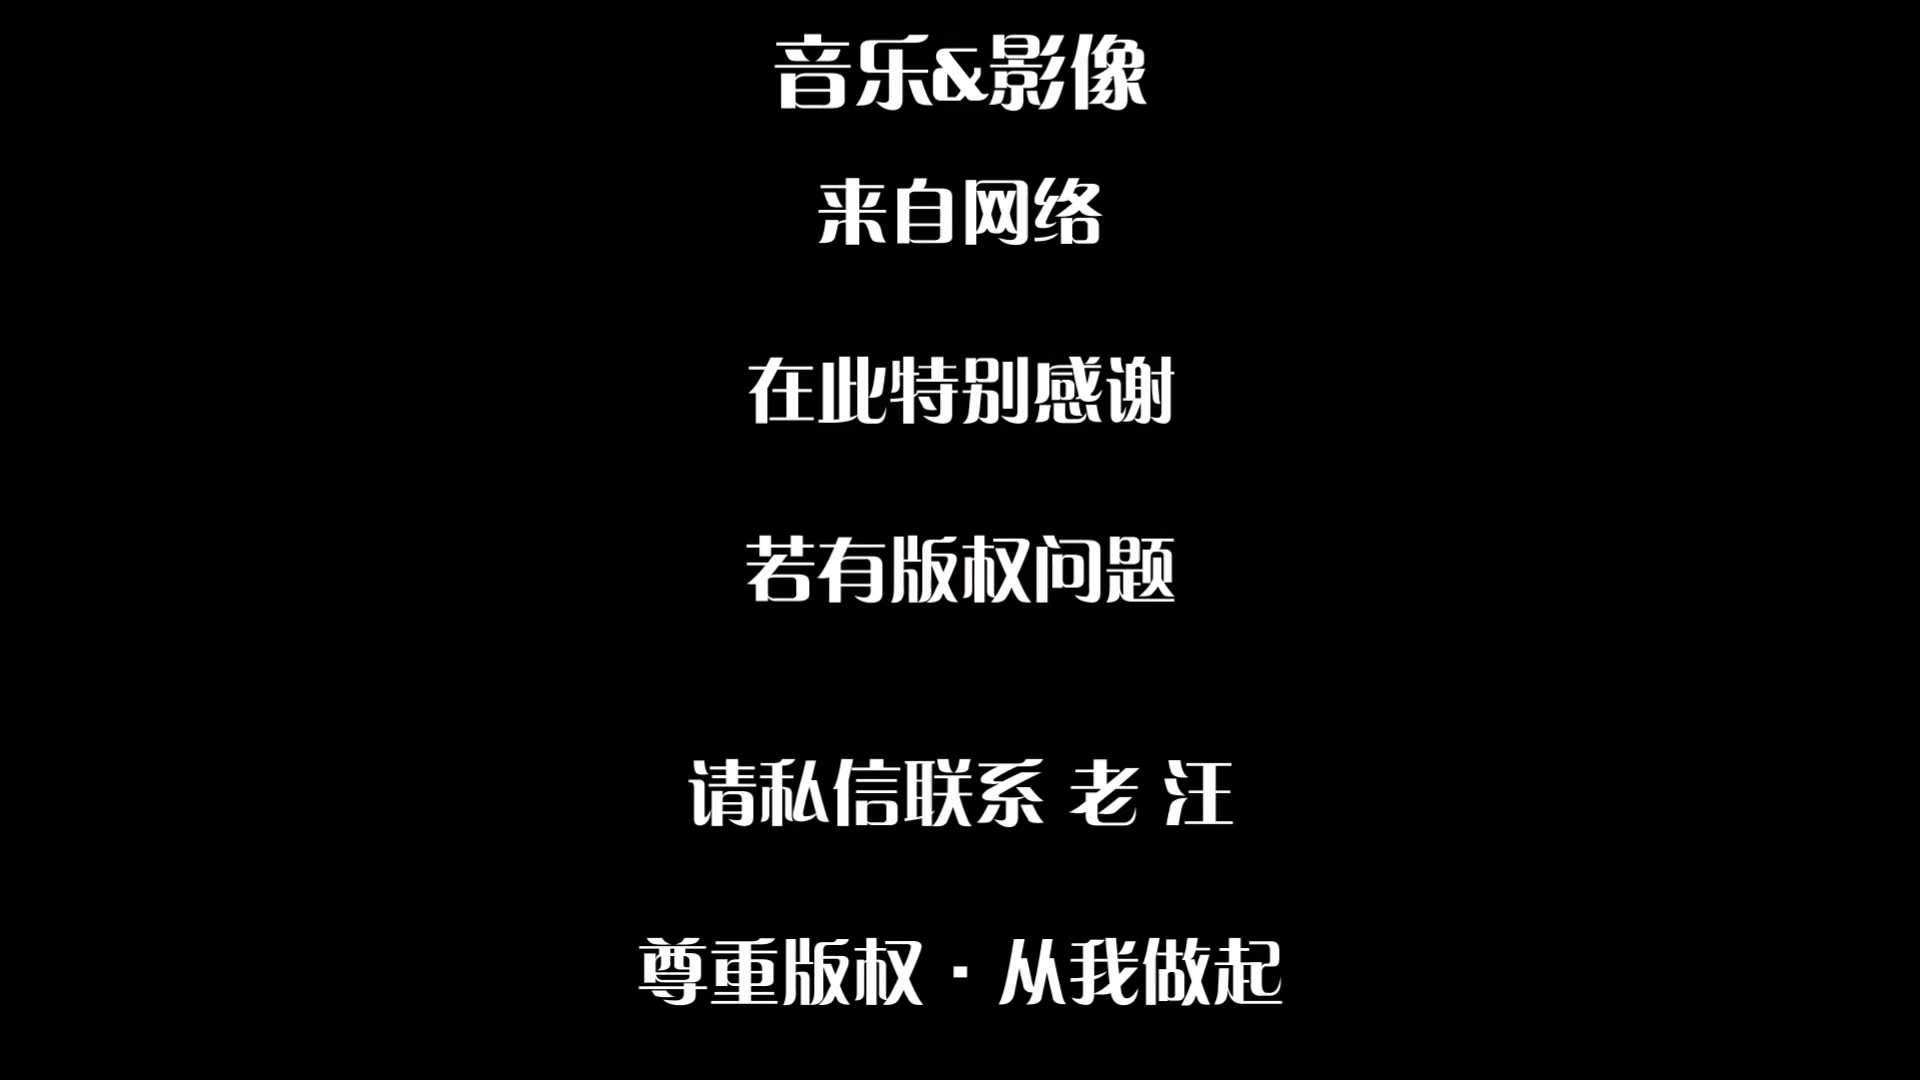 音乐&影像
来自网络
在此特别感谢
若有版权问题
请私信联系 老 汪
尊重版权·从我做起